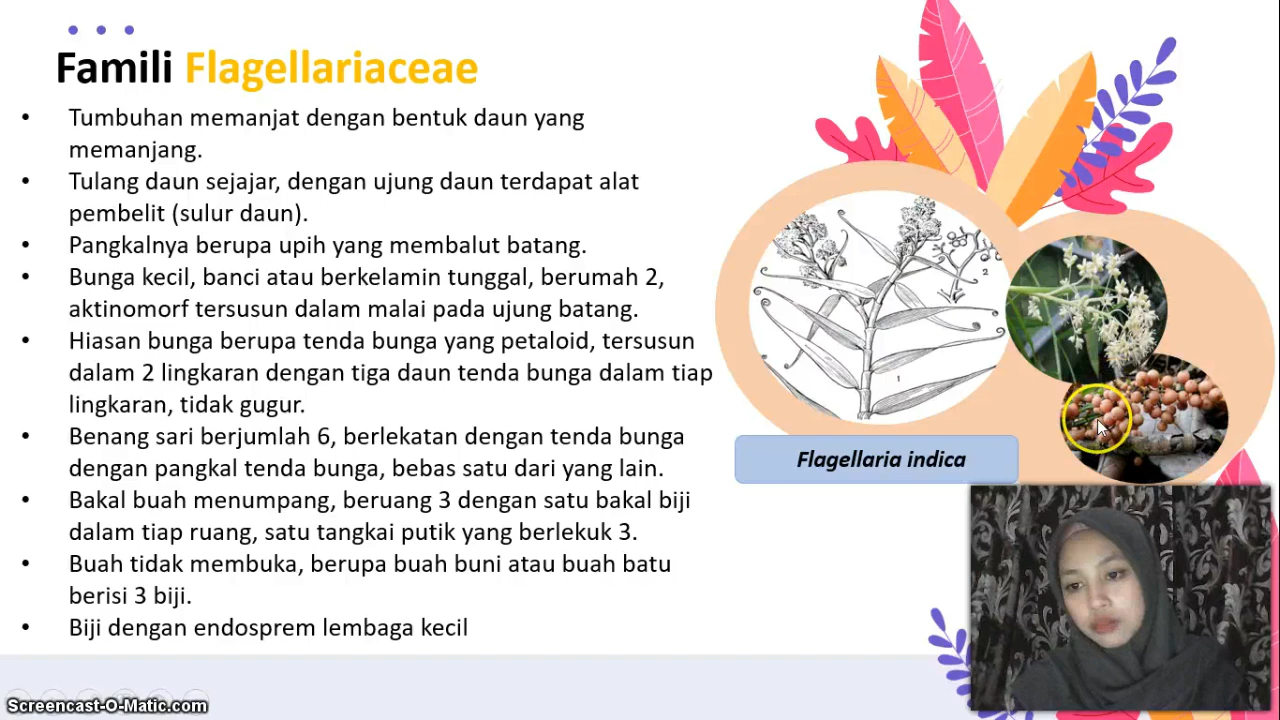 Famili Flagellariaceae
• Tumbuhan memanjat dengan bentuk daun yang
memanjang.
• Tulang daun sejajar, dengan ujung daun terdapat alat
pembelit (sulur daun).
• Pangkalnya berupa upih yang membalut batang.
• Bunga kecil, banci atau berkelamin tunggal, berumah 2,
aktinomorf tersusun dalam malai pada ujung batang.
• Hiasan bunga berupa tenda bunga yang petaloid, tersusun
dalam 2 lingkaran dengan tiga daun tenda bunga dalam tiap
lingkaran, tidak gugur.
• Benang sari berjumlah 6, berlekatan dengan tenda bunga
dengan pangkal tenda bunga, bebas satu dari yang lain.
• Bakal buah menumpang, beruang 3 dengan satu bakal biji
dalam tiap ruang, satu tangkai putik yang berlekuk 3.
• Buah tidak membuka, berupa buah buni atau buah batu
berisi 3 biji.
• Biji dengan endosprem lembaga kecil
1
2
Flagellaria indica
Screencast-O-Matic.com